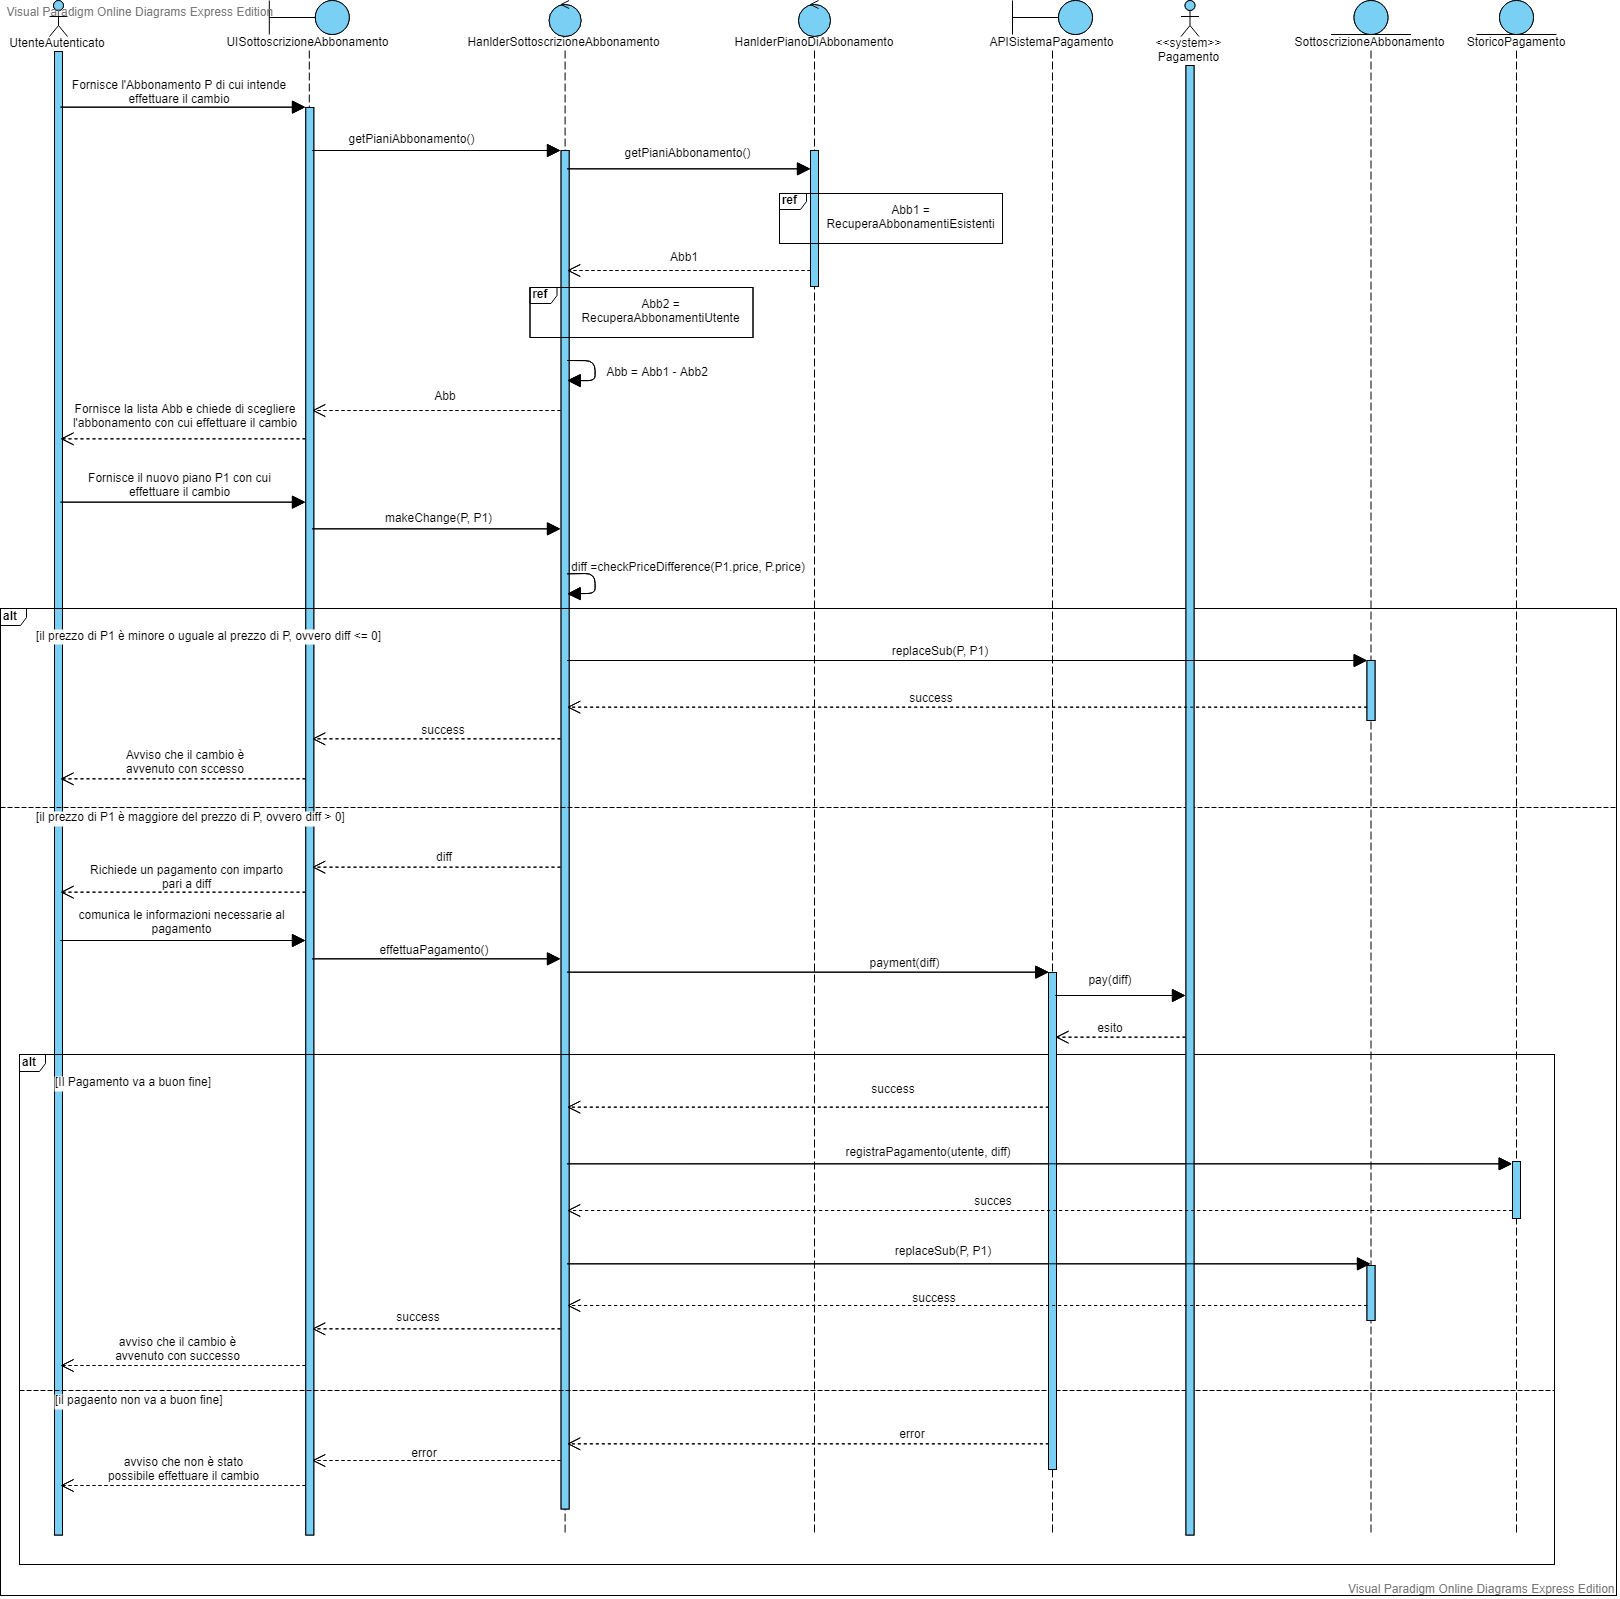 Visual Paradigm Online Diagrams Express Edition
UtenteAutenticato
UISottoscrizioneAbbonamento
HanlderSottoscrizioneAbbonamento
HanlderPianoDiAbbonamento
APISistemaPagamento
<<system>>
Pagamento
SottoscrizioneAbbonamento
StoricoPagamento
Fornisce l'Abbonamento P di cui intende
effettuare il cambio
getPianiAbbonamento()
getPianiAbbonamento()
ref
Abb1 =
RecuperaAbbonamentiEsistenti
Abb1
ref
Abb2 =
RecuperaAbbonamentiUtente
Abb = Abb1 - Abb2
Abb
Fornisce la lista Abb e chiede di scegliere
l'abbonamento con cui effettuare il cambio
Fornisce il nuovo piano P1 con cui
effettuare il cambio
makeChange(P, P1)
diff =checkPriceDifference(P1.price, P.price)
alt
[il prezzo di P1 è minore o uguale al prezzo di P, ovvero diff <= 0]
replaceSub(P, P1)
success
success
Avviso che il cambio è
avvenuto con sccesso
[il prezzo di P1 è maggiore del prezzo di P, ovvero diff > 0]
diff
Richiede un pagamento con imparto
pari a diff
comunica le informazioni necessarie al
pagamento
effettuaPagamento()
payment(diff)
pay(diff)
esito
alt
[Il Pagamento va a buon fine]
success
registraPagamento(utente, diff)
succes
replaceSub(P, P1)
success
success
avviso che il cambio è
avvenuto con successo
[il pagaento non va a buon fine]
error
error
avviso che non è stato
possibile effettuare il cambio
Visual Paradigm Online Diagrams Express Edition